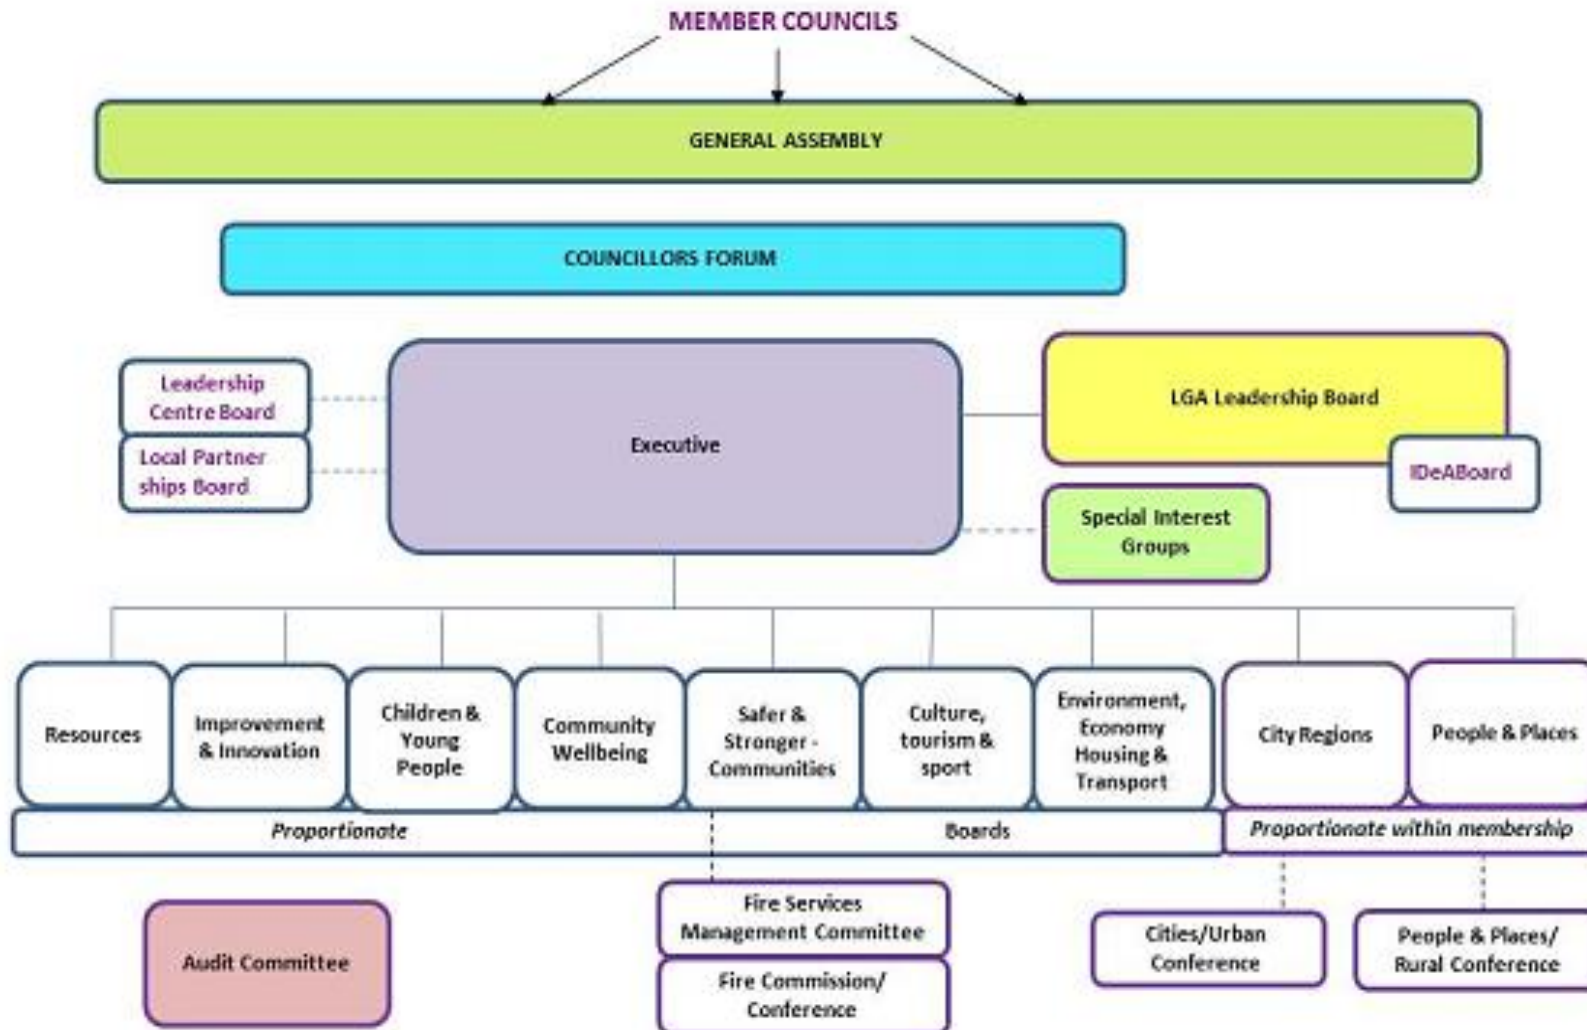 MEMBER COUNCILS
GENERAL ASSEMBLY
COUNCILLORS FORUM
Leadership
Centre Board
Local Partner
ships Board
Executive
LGA Leadership Board
IDeABoard
Special Interest
Groups
Resources
Improvement
& Innovation
Children &
Young
People
Community
Wellbeing
Safer &
Stronger -
Communities
Culture,
tourism &
sport
Environment,
Economy
Housing &
Transport
City Regions
People & Places
Proportionate
Boards
Proportionate within membership
Audit Committee
Fire Services
Management Committee
Fire Commission/
Conference
Cities/Urban
Conference
People & Places/
Rural Conference